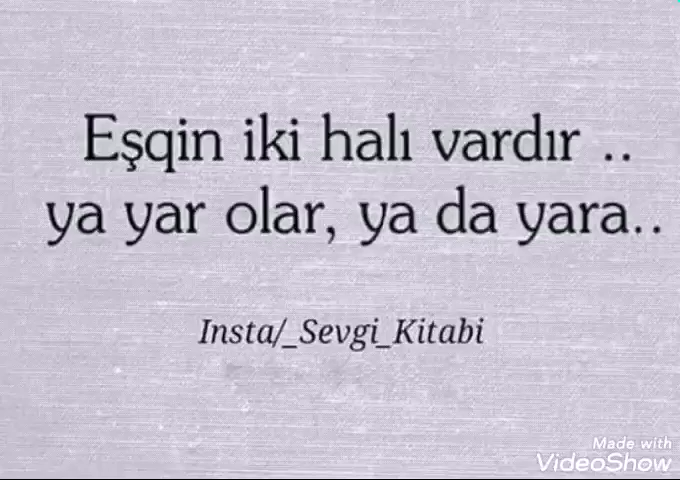 Eşqin iki halı vardır ..
ya yar olar, ya da yara..
Insta/_Sevgi_Kitabi
Made with
VideoShow